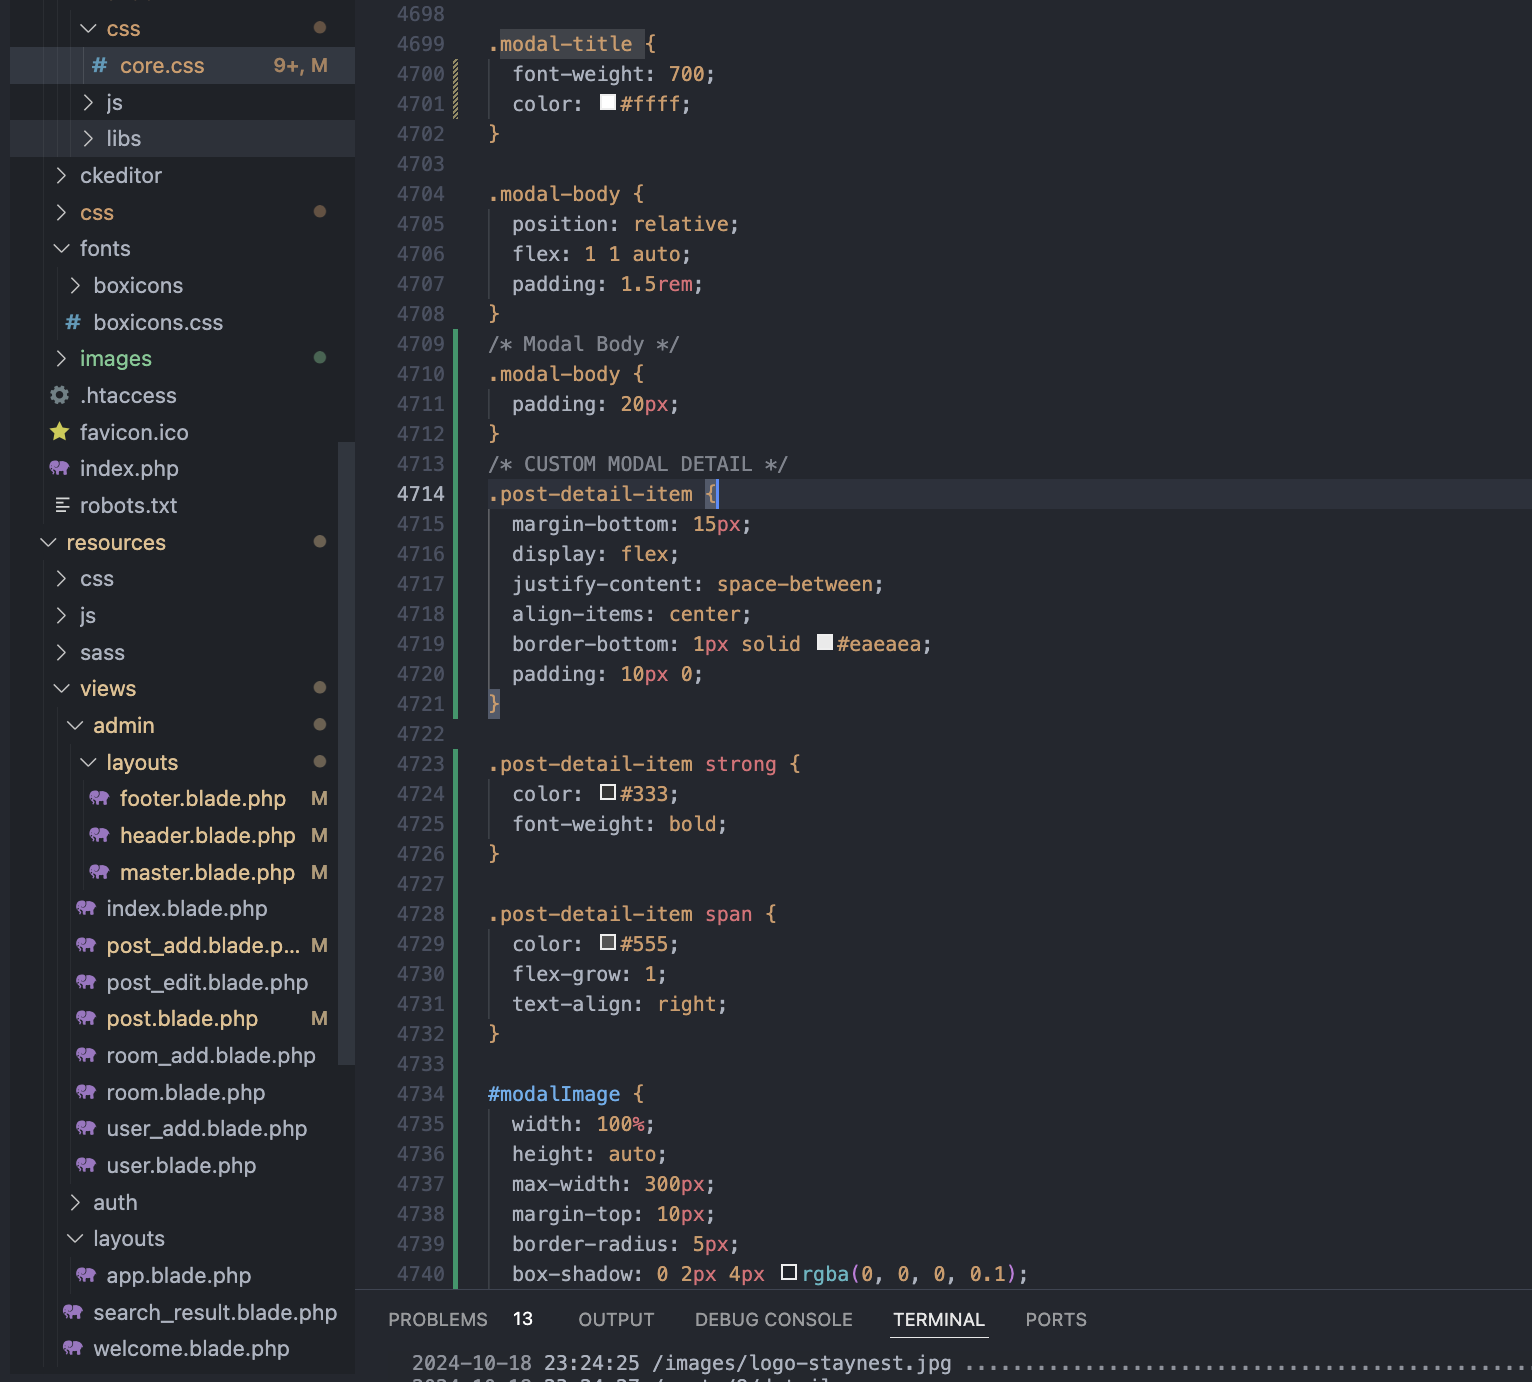 css
# core.css 9+, M
js
libs
ckeditor
css
fonts
boxicons
# boxicons.css
images
.htaccess
favicon.ico
index.php
robots.txt
resources
css
js
sass
views
admin
layouts
footer.blade.php M
header.blade.php M
master.blade.php M
index.blade.php
post_add.blade.p... M
post_edit.blade.php
post.blade.php M
room_add.blade.php
room.blade.php
user_add.blade.php
user.blade.php
auth
layouts
app.blade.php
search_result.blade.php
welcome.blade.php
4698
4699 .modal-title {
4700 font-weight: 700;
4701 color: #ffff;
4702 }
4703
4704 .modal-body {
4705 position: relative;
4706 flex: 1 1 auto;
4707 padding: 1.5rem;
4708 }
4709 /* Modal Body */
4710 .modal-body {
4711 padding: 20px;
4712 }
4713 /* CUSTOM MODAL DETAIL */
4714 .post-detail-item {
4715 margin-bottom: 15px;
4716 display: flex;
4717 justify-content: space-between;
4718 align-items: center;
4719 border-bottom: 1px solid #eaeaea;
4720 padding: 10px 0;
4721 }
4722
4723 .post-detail-item strong {
4724 color: #333;
4725 font-weight: bold;
4726 }
4727
4728 .post-detail-item span {
4729 color: #555;
4730 flex-grow: 1;
4731 text-align: right;
4732 }
4733
4734 #modalImage {
4735 width: 100%;
4736 height: auto;
4737 max-width: 300px;
4738 margin-top: 10px;
4739 border-radius: 5px;
4740 box-shadow: 0 2px 4px rgba(0, 0, 0, 0.1);
PROBLEMS 13 OUTPUT DEBUG CONSOLE TERMINAL PORTS
2024-10-18 23:24:25 /images/logo-staynest.jpg ................................................